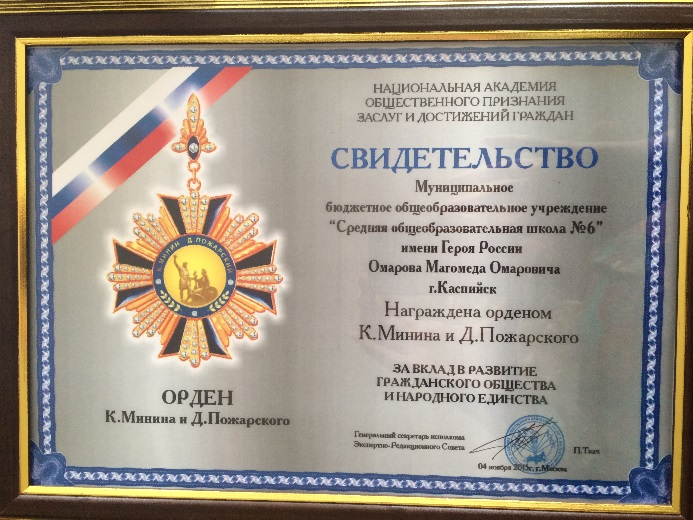 НАЦИОНАЛЬНАЯ АКАДЕМИЯ
ОБЩЕСТВЕННОГО ПРИЗНАНИЯ
ЗАСЛУГ И ДОСТИЖЕНИЙ ГРАЖДАН
СВИДЕТЕЛЬСТВО
Муниципальное
бюджетное общеобразовательное учреждение
"Средняя общеобразовательная школа №6"
имени Героя России
Омарова Магомеда Омаровича
г.Каспийск
Награждена орденом
К.Минина и Д.Пожарского
ЗА ВКЛАД В РАЗВИТИЕ
ГРАЖДАНСКОГО ОБЩЕСТВА
И НАРОДНОГО ЕДИНСТВА
К.МИНИН Д.ПОЖАРСКИЙ
ОРДЕН
К.Минина и Д.Пожарского
Генеральный секретарь исполкома
Экспертно-Редакционного Совета
П.Ткач
04 ноября г.Москва